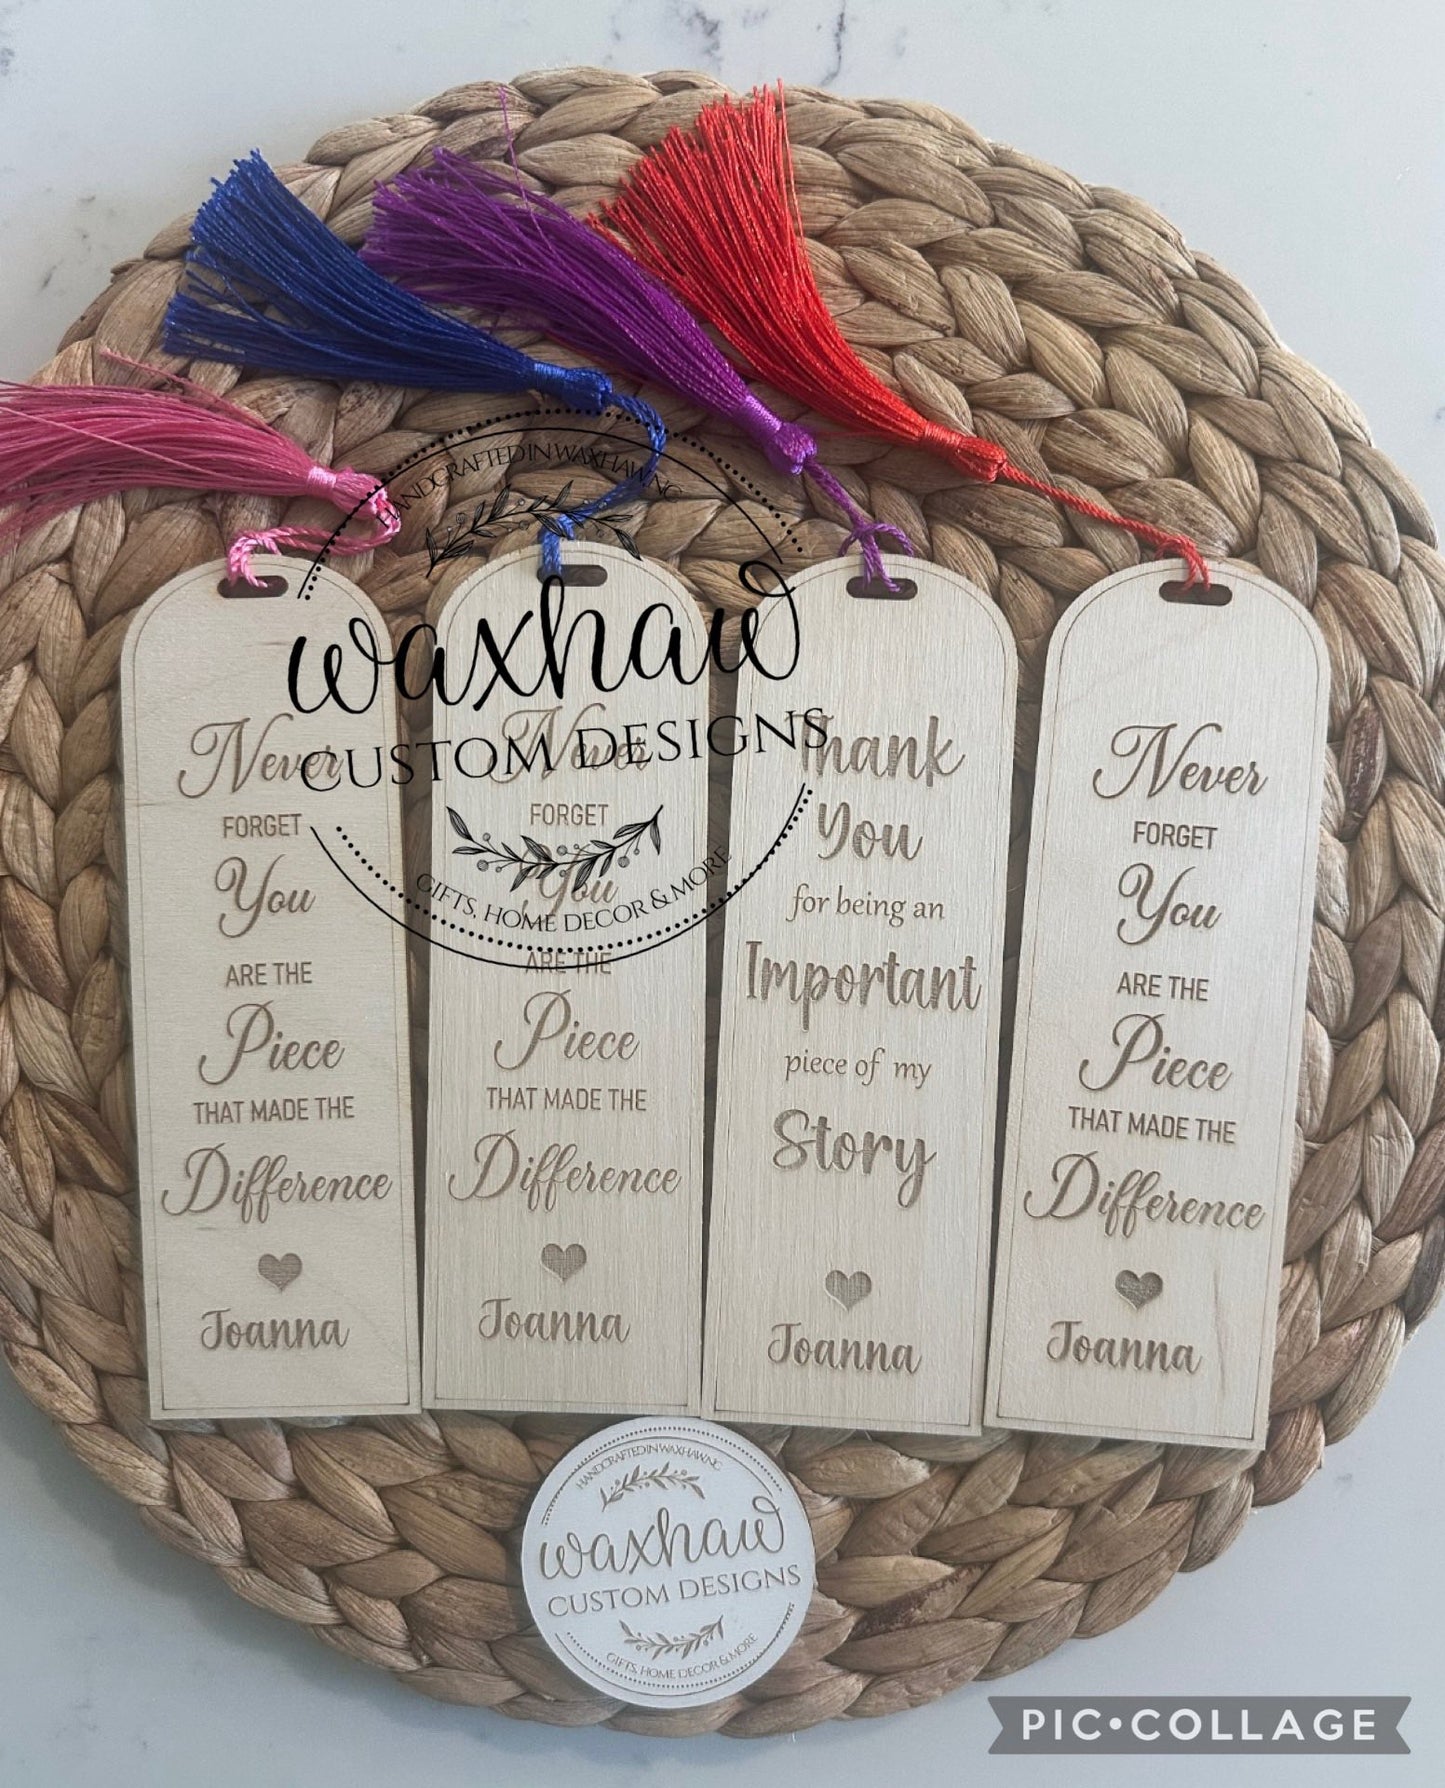 HANDCRAFTED IN WAXHAW, NC
waxhaw
CUSTOM DESIGNS
GIFTS, HOME DECOR & MORE
Never
FORGET
You
ARE THE
Piece
THAT MADE THE
Difference
Joanna
Never
FORGET
You
ARE THE
Piece
THAT MADE THE
Difference
Joanna
Thank
You
for being an
Important
piece of my
Story
Joanna
Never
FORGET
You
ARE THE
Piece
THAT MADE THE
Difference
Joanna
HANDCRAFTED IN WAXHAW, NC
waxhaw
CUSTOM DESIGNS
GIFTS, HOME DECOR & MORE
PIC•COLLAGE